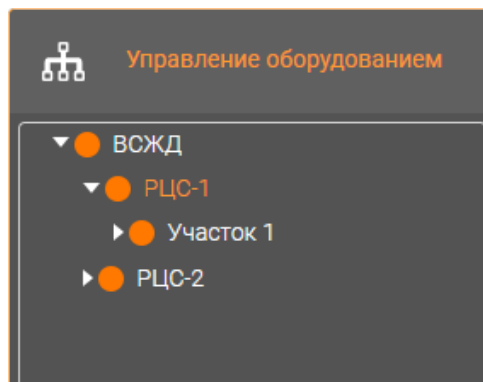 Управление оборудованием
ВСЖД
РЦС-1
Участок 1
РЦС-2